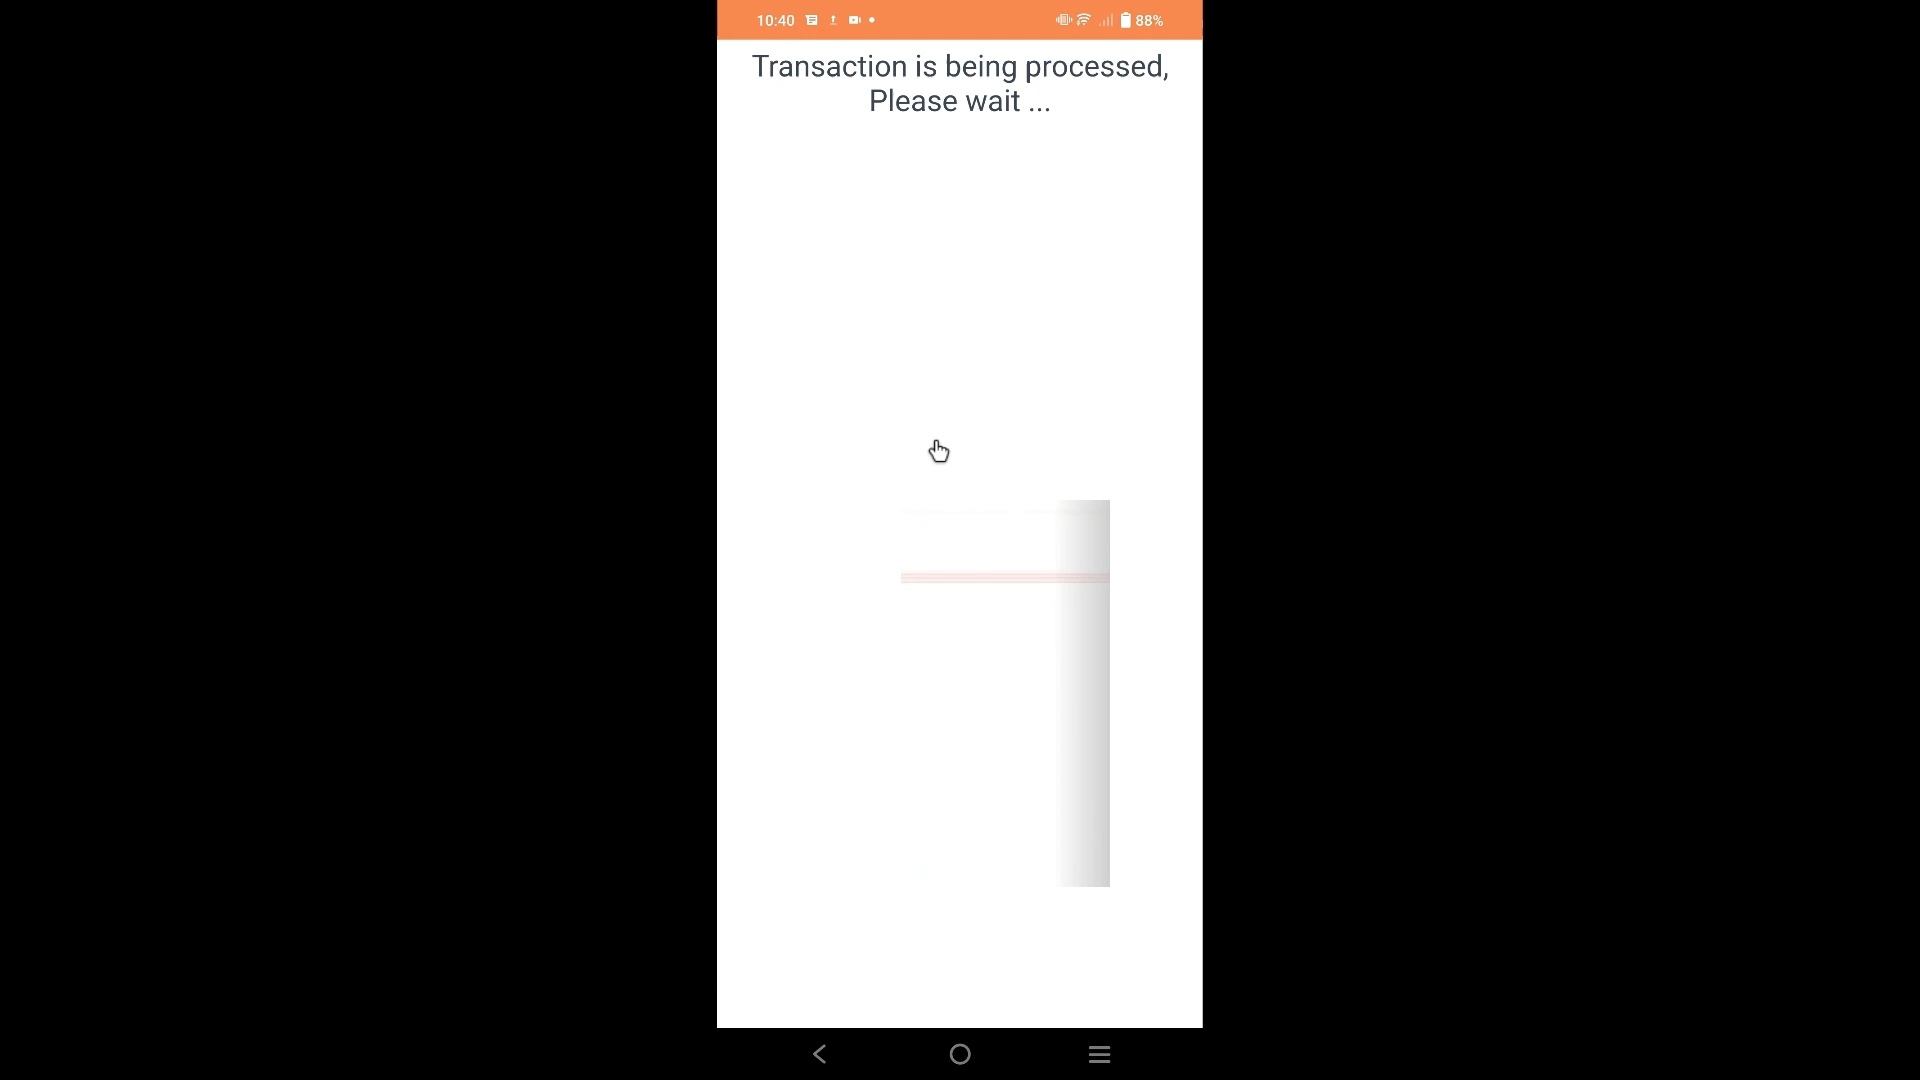 10:40
88%
Transaction is being processed,
Please wait ...